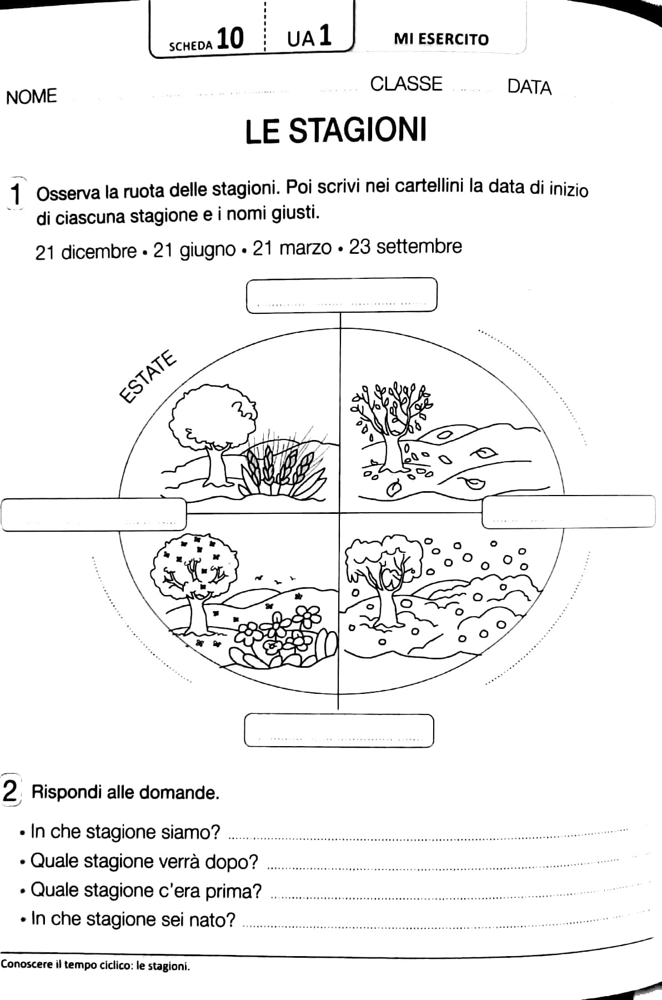 SCHEDA 10 UA 1 MI ESERCITO
NOME CLASSE DATA
LE STAGIONI
1 Osserva la ruota delle stagioni. Poi scrivi nei cartellini la data di inizio
di ciascuna stagione e i nomi giusti.
21 dicembre • 21 giugno • 21 marzo • 23 settembre
ESTATE
2 Rispondi alle domande.
• In che stagione siamo?
• Quale stagione verrà dopo?
• Quale stagione c'era prima?
• In che stagione sei nato?
Conoscere il tempo ciclico: le stagioni.